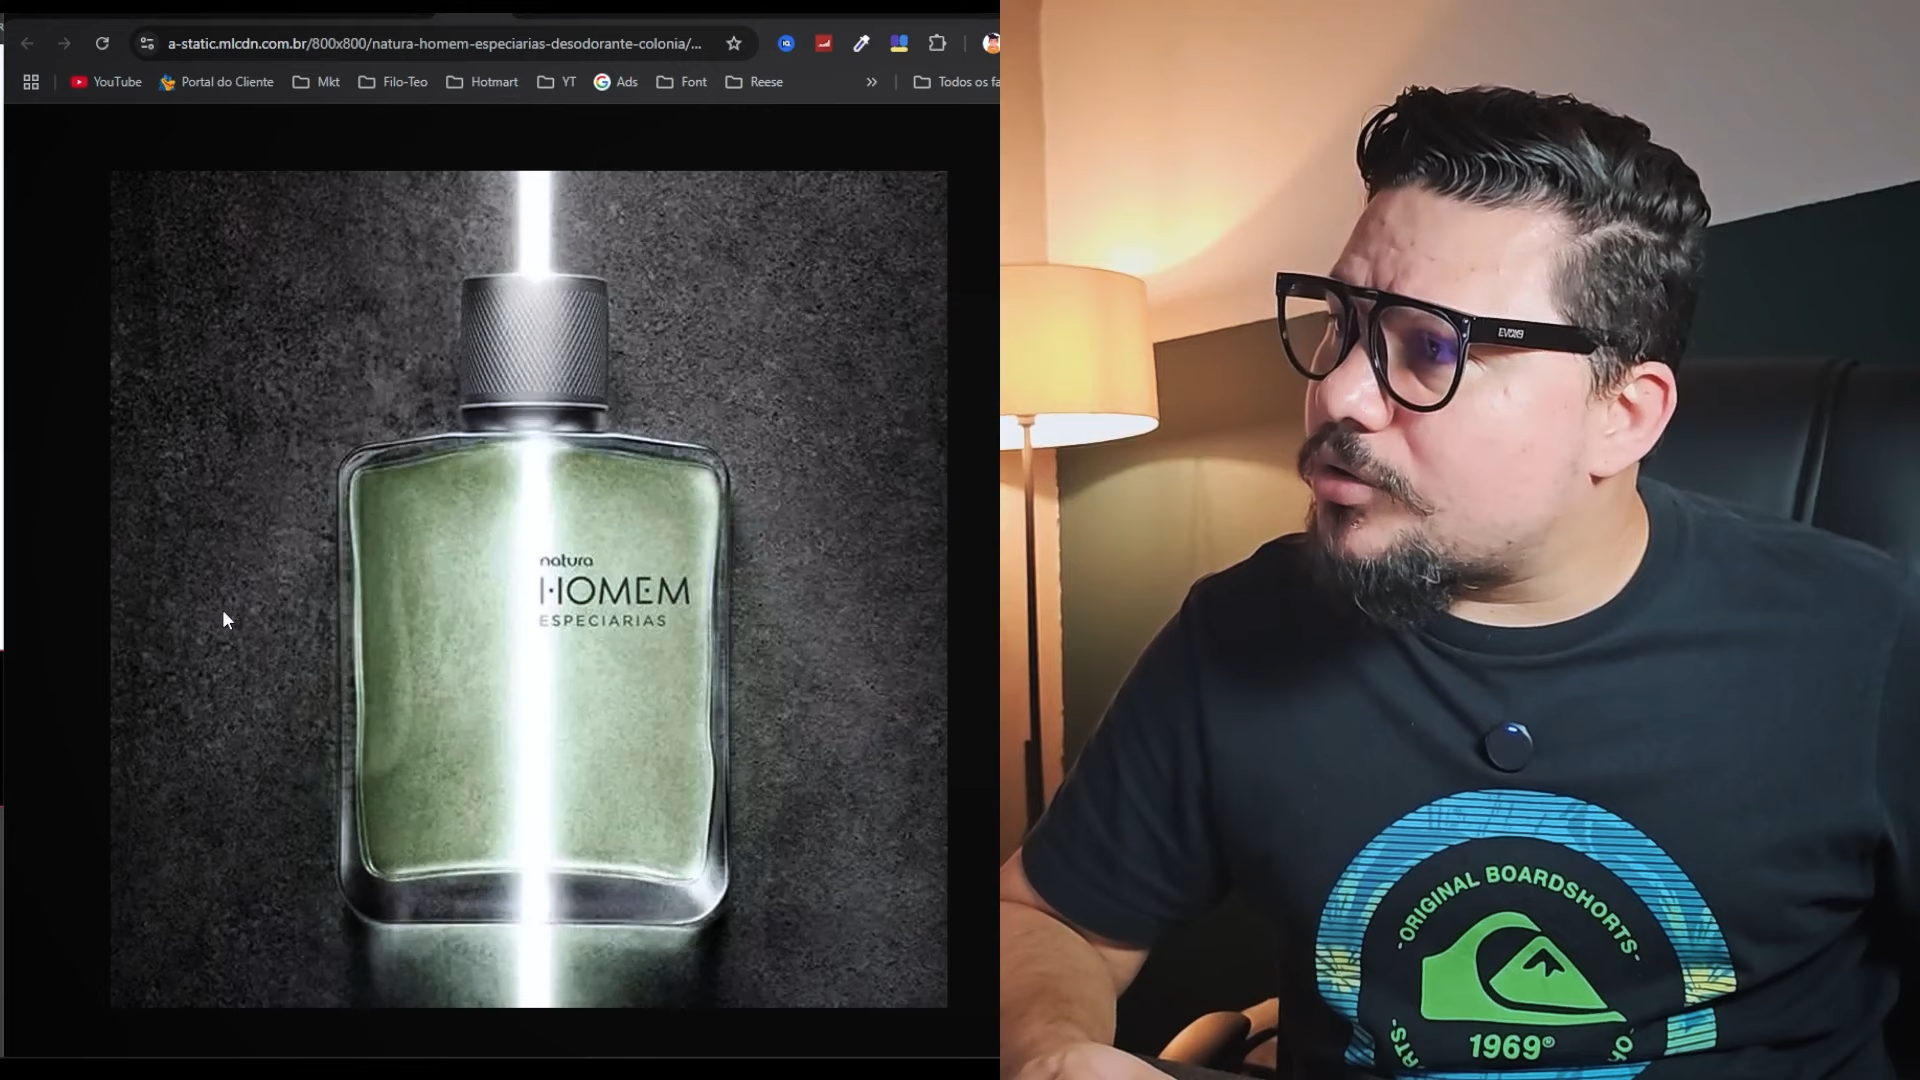 a-static.mlcdn.com.br/800x800/natura-homem-especiarias-desodorante-colonia/...
YouTube Portal do Cliente Mkt Filo-Teo Hotmart YT Ads Font Reese » Todos os fa
natura
HOMEM
ESPECIARIAS
EVOKE
-ORIGINAL BOARDSHORTS-
1969®